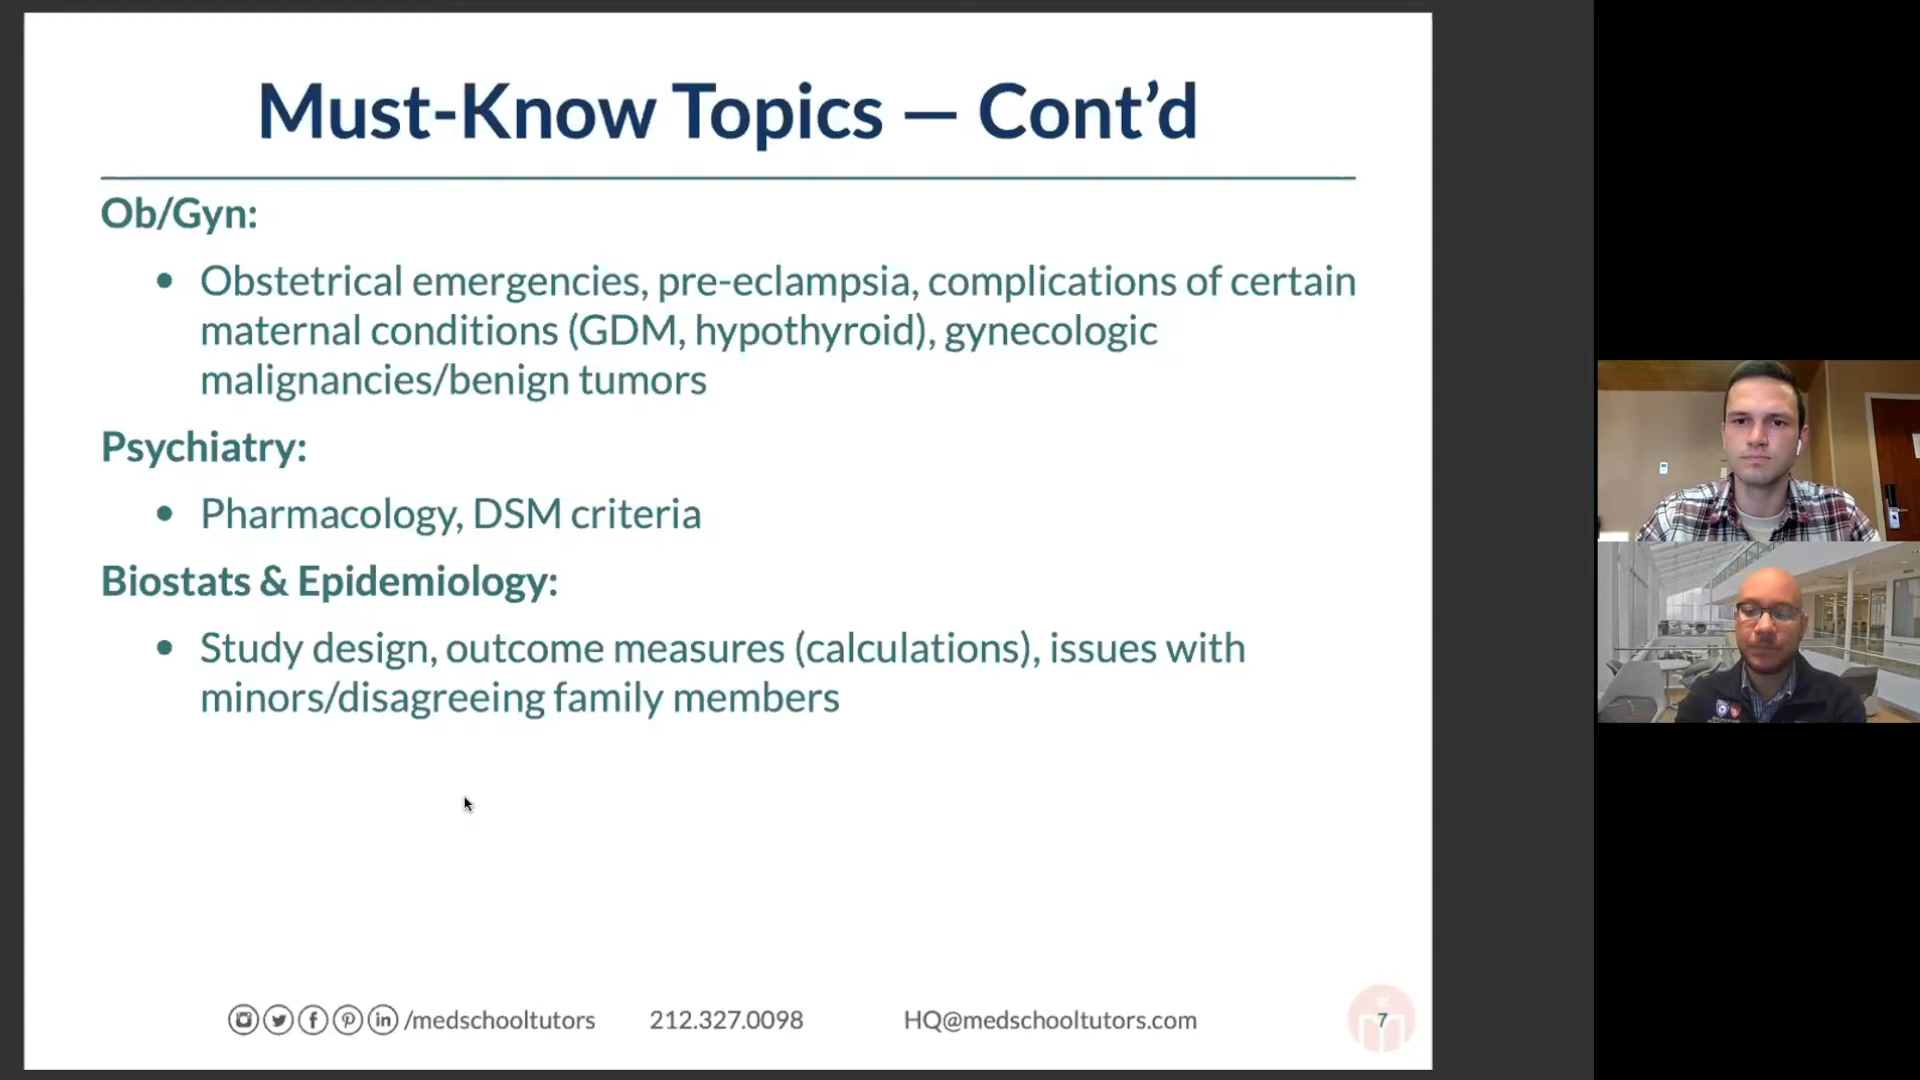 Must-Know Topics — Cont’d
Ob/Gyn:
• Obstetrical emergencies, pre-eclampsia, complications of certain
maternal conditions (GDM, hypothyroid), gynecologic
malignancies/benign tumors
Psychiatry:
• Pharmacology, DSM criteria
Biostats & Epidemiology:
• Study design, outcome measures (calculations), issues with
minors/disagreeing family members
/medschooltutors 212.327.0098 HQ@medschooltutors.com 7